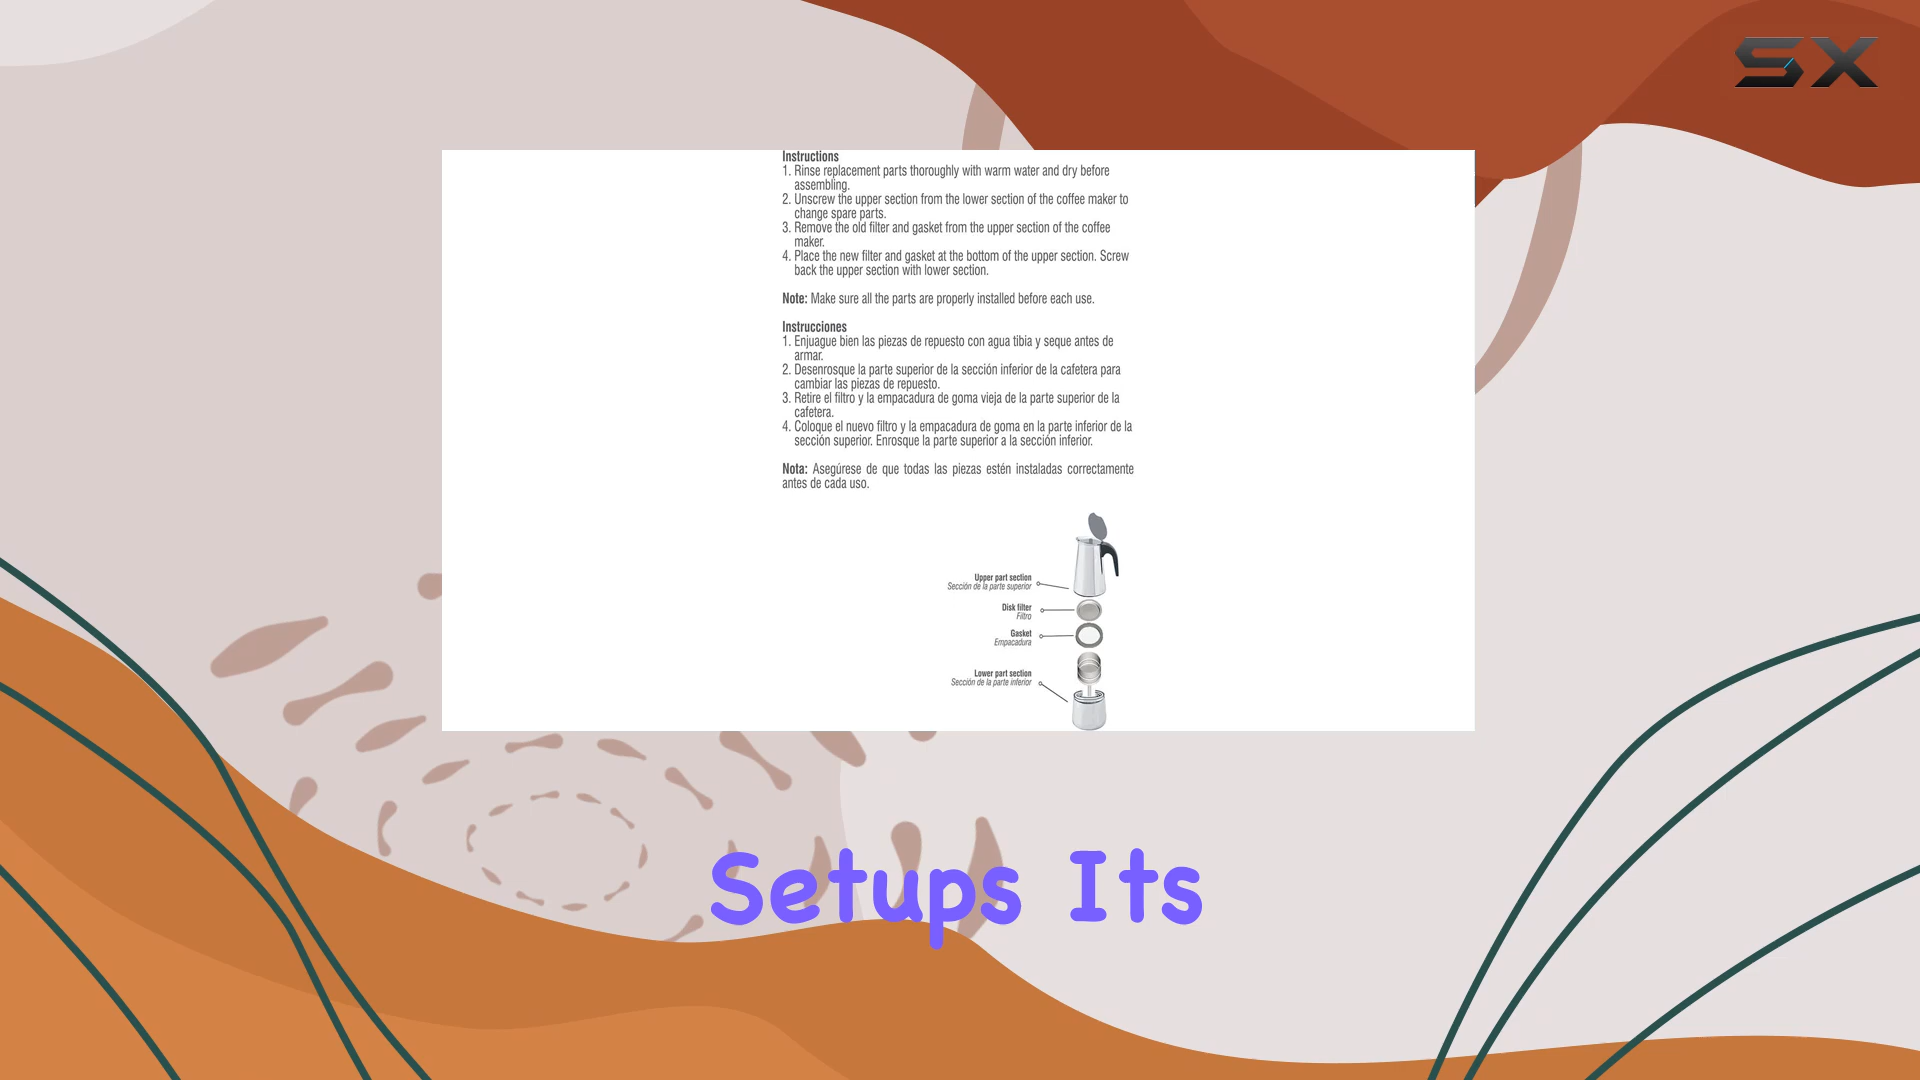 SX
Instructions
1. Rinse replacement parts thoroughly with warm water and dry before
assembling.
2. Unscrew the upper section from the lower section of the coffee maker to
change spare parts.
3. Remove the old filter and gasket from the upper section of the coffee
maker.
4. Place the new filter and gasket at the bottom of the upper section. Screw
back the upper section with lower section.
Note: Make sure all the parts are properly installed before each use.
Instrucciones
1. Enjuague bien las piezas de repuesto con agua tibia y seque antes de
armar.
2. Desenrosque la parte superior de la sección inferior de la cafetera para
cambiar las piezas de repuesto.
3. Retire el filtro y la empacadura de goma vieja de la parte superior de la
cafetera.
4. Coloque el nuevo filtro y la empacadura de goma en la parte inferior de la
sección superior. Enrosque la parte superior a la sección inferior.
Nota: Asegúrese de que todas las piezas estén instaladas correctamente
antes de cada uso.
Upper part section
Sección de la parte superior
Disk filter
Filtro
Gasket
Empacadura
Lower part section
Sección de la parte inferior
Setups Its